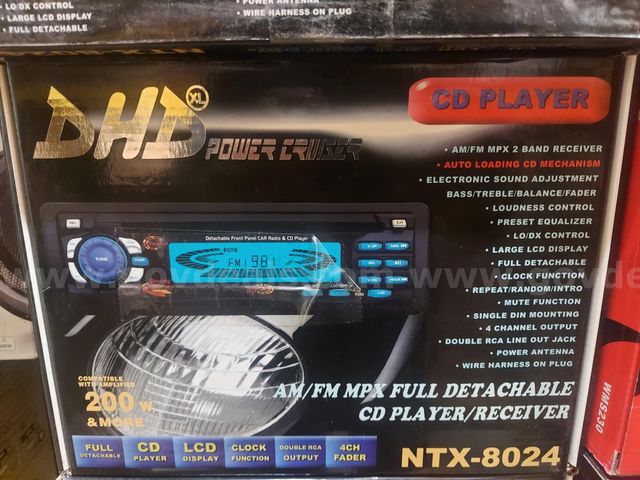 • LO/DX CONTROL
• LARGE LCD DISPLAY
• FULL DETACHABLE
• POWER ANTENNA
• WIRE HARNESS ON PLUG
DHD XL
POWER CRUISER
CD PLAYER
• AM/FM MPX 2 BAND RECEIVER
• AUTO LOADING CD MECHANISM
• ELECTRONIC SOUND ADJUSTMENT
BASS/TREBLE/BALANCE/FADER
• LOUDNESS CONTROL
• PRESET EQUALIZER
• LO/DX CONTROL
• LARGE LCD DISPLAY
• FULL DETACHABLE
• CLOCK FUNCTION
• REPEAT/RANDOM/INTRO
• MUTE FUNCTION
• SINGLE DIN MOUNTING
• 4 CHANNEL OUTPUT
• DOUBLE RCA LINE OUT JACK
• POWER ANTENNA
• WIRE HARNESS ON PLUG
Detachable Front Panel CAR Radio & CD Player
TUNE
FM1 98.1
COMPATIBLE
WITH AMPLIFIER
200 W
& MORE
AM/FM MPX FULL DETACHABLE
CD PLAYER/RECEIVER
FULL DETACHABLE
CD PLAYER
LCD DISPLAY
CLOCK FUNCTION
DOUBLE RCA OUTPUT
4CH FADER
NTX-8024
WMS230